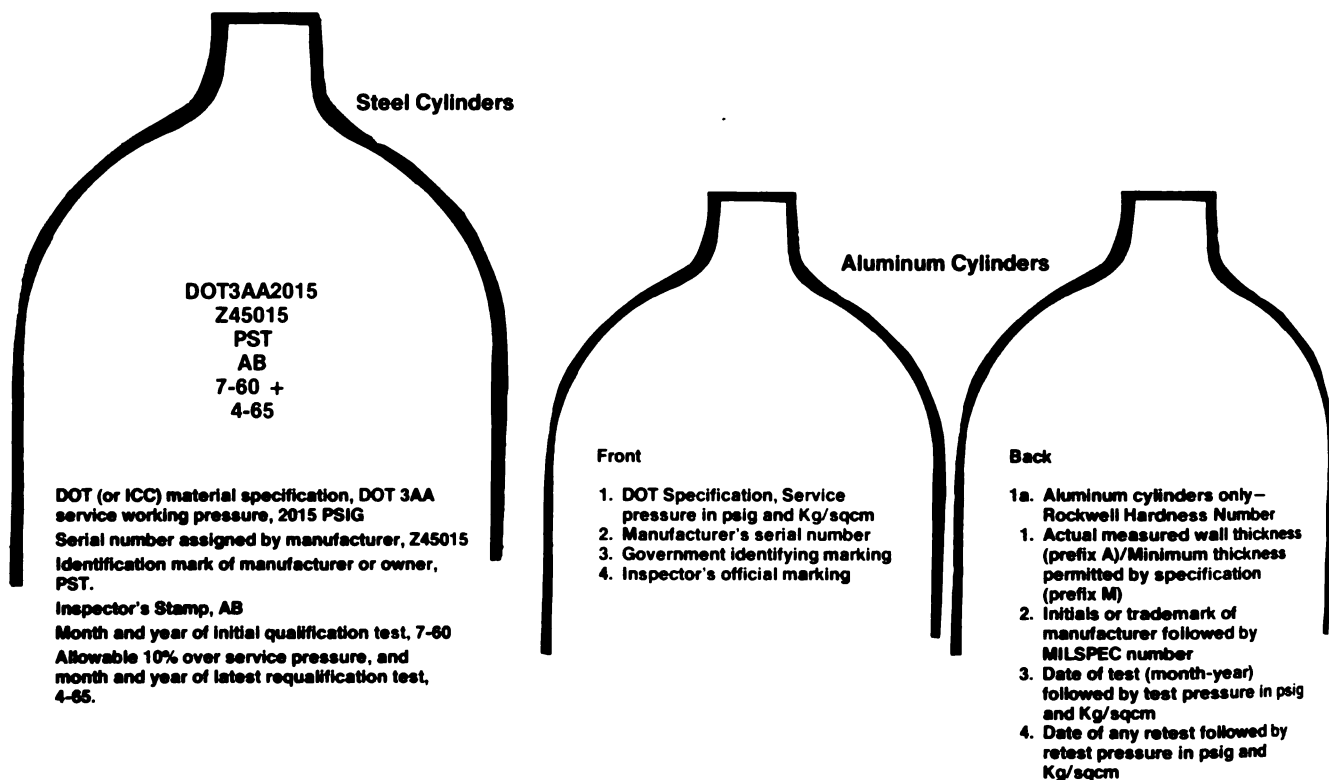 Steel Cylinders
DOT3AA2015
Z45015
PST
AB
7-60 +
4-65
DOT (or ICC) material specification, DOT 3AA
service working pressure, 2015 PSIG
Serial number assigned by manufacturer, Z45015
Identification mark of manufacturer or owner,
PST.
Inspector's Stamp, AB
Month and year of initial qualification test, 7-60
Allowable 10% over service pressure, and
month and year of latest requalification test,
4-65.
Aluminum Cylinders
Front
1. DOT Specification, Service
pressure in psig and Kg/sqcm
2. Manufacturer's serial number
3. Government identifying marking
4. Inspector's official marking
Back
1a. Aluminum cylinders only–
Rockwell Hardness Number
1. Actual measured wall thickness
(prefix A)/Minimum thickness
permitted by specification
(prefix M)
2. Initials or trademark of
manufacturer followed by
MILSPEC number
3. Date of test (month-year)
followed by test pressure in psig
and Kg/sqcm
4. Date of any retest followed by
retest pressure in psig and
Kg/sqcm